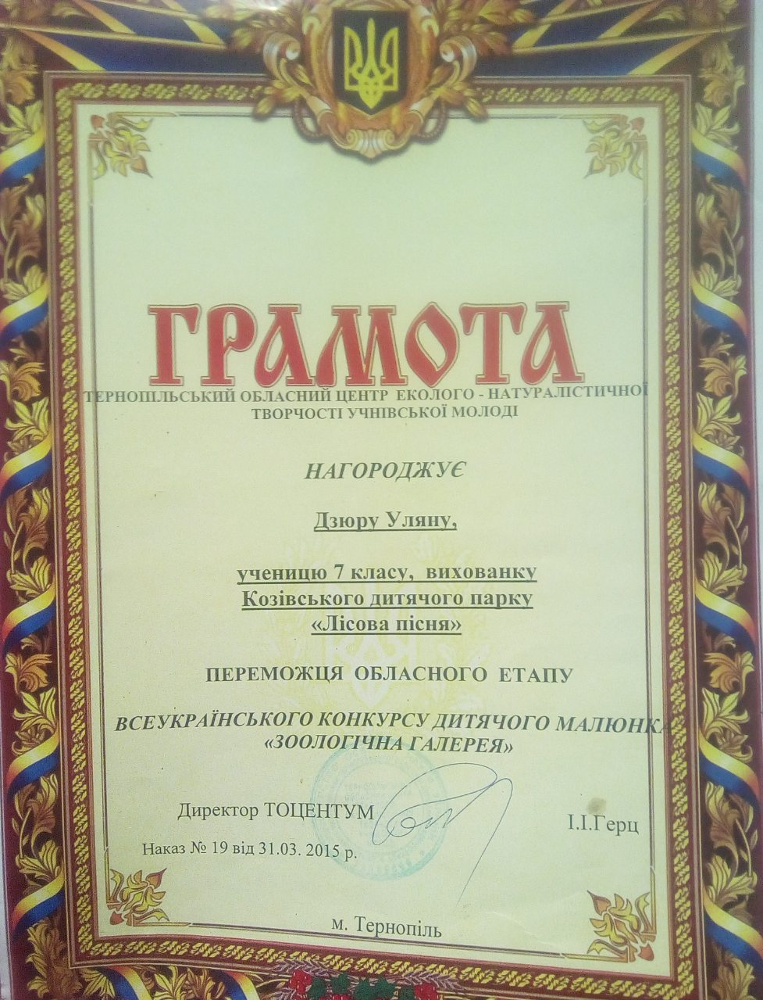 ГРАМОТА
ТЕРНОПІЛЬСЬКИЙ ОБЛАСНИЙ ЦЕНТР ЕКОЛОГО - НАТУРАЛІСТИЧНОЇ
ТВОРЧОСТІ УЧНІВСЬКОЇ МОЛОДІ
НАГОРОДЖУЄ
Дзюру Уляну,
ученицю 7 класу, вихованку
Козівського дитячого парку
«Лісова пісня»
ПЕРЕМОЖЦЯ ОБЛАСНОГО ЕТАПУ
ВСЕУКРАЇНСЬКОГО КОНКУРСУ ДИТЯЧОГО МАЛЮНКА
«ЗООЛОГІЧНА ГАЛЕРЕЯ»
Директор ТОЦЕНТУМ
І.І.Герц
Наказ № 19 від 31.03. 2015 р.
м. Тернопіль